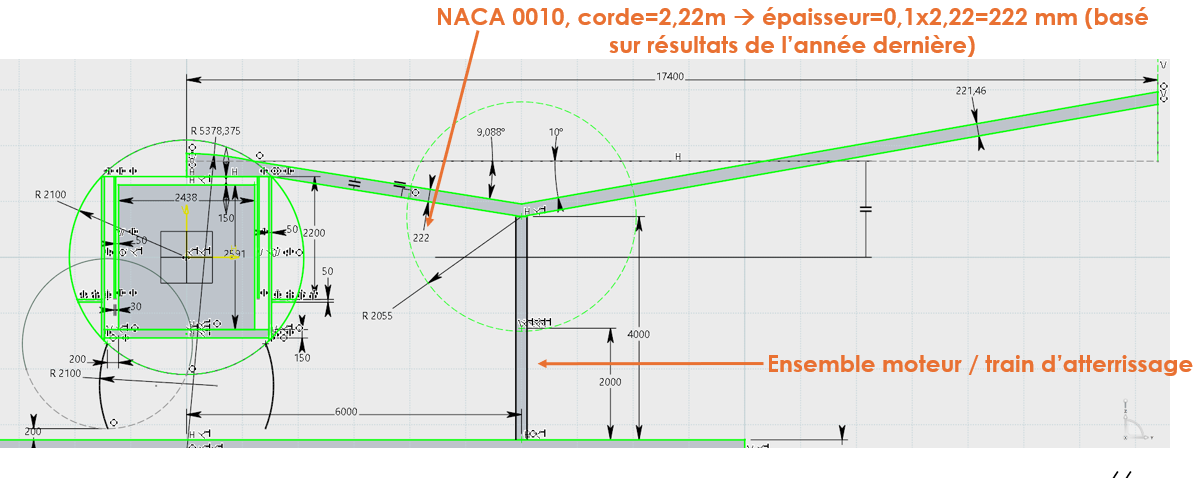 NACA 0010, corde=2,22m → épaisseur=0,1x2,22=222 mm (basé
sur résultats de l'année dernière)
17400
221,46
R 5378,375
9,088°
10°
H
R 2100
2438
150
222
50
2591
50
2200
50
30
R 2055
4000
150
200
R 2100
2000
Ensemble moteur / train d'atterrissage
6000
200